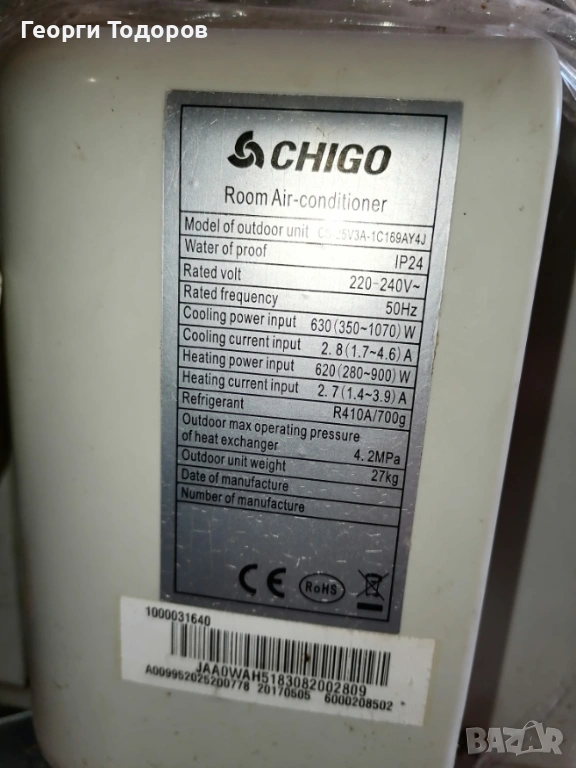 Георги Тодоров
CHIGO
Room Air-conditioner
Model of outdoor unit
Water of proof IP24
Rated volt 220-240V~
Rated frequency 50Hz
Cooling power input 630(350~1070)W
Cooling current input 2.8(1.7~4.6)A
Heating power input 620(280~900)W
Heating current input 2.7(1.4~3.9)A
Refrigerant R410A/700g
Outdoor max operating pressure
of heat exchanger 4.2MPa
Outdoor unit weight 27kg
Date of manufacture
Number of manufacture
CE RoHS
1000031640
JAA0WAH5183082002809
A009952025200778 20170505 6000208502
BAZAR